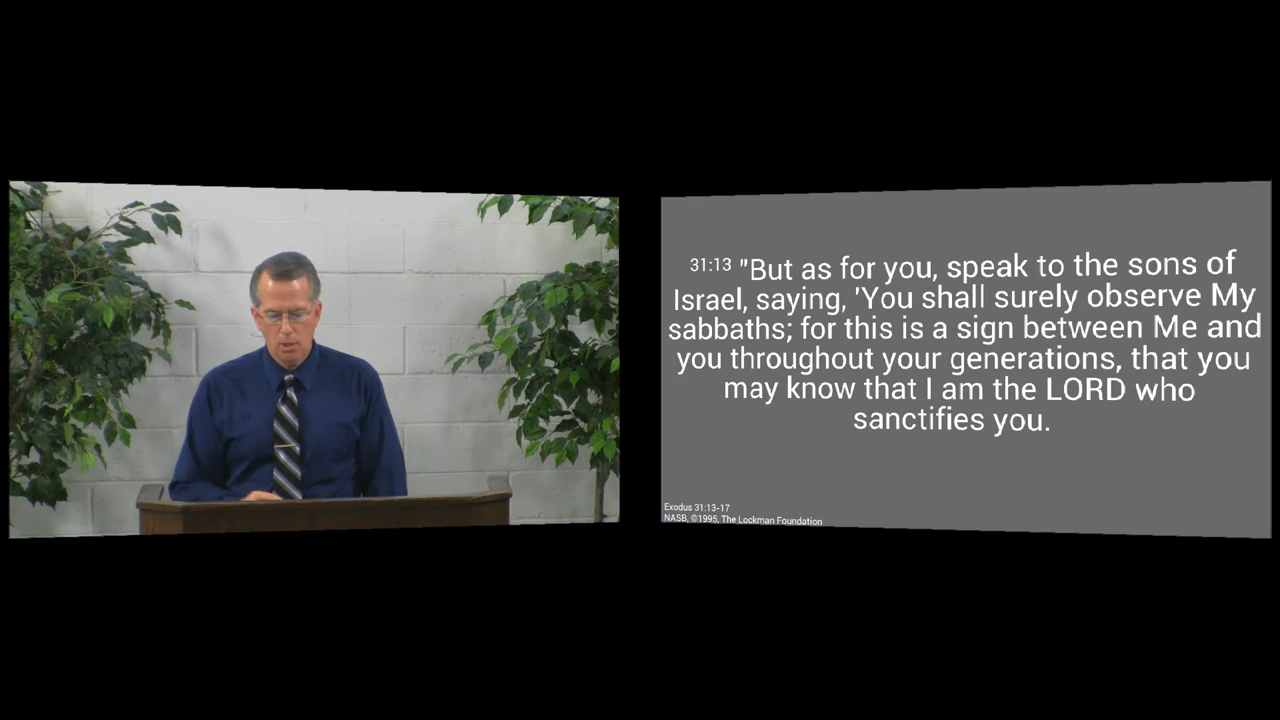 31:13 "But as for you, speak to the sons of
Israel, saying, 'You shall surely observe My
sabbaths; for this is a sign between Me and
you throughout your generations, that you
may know that I am the LORD who
sanctifies you.
Exodus 31:13-17
NASB, ©1995, The Lockman Foundation